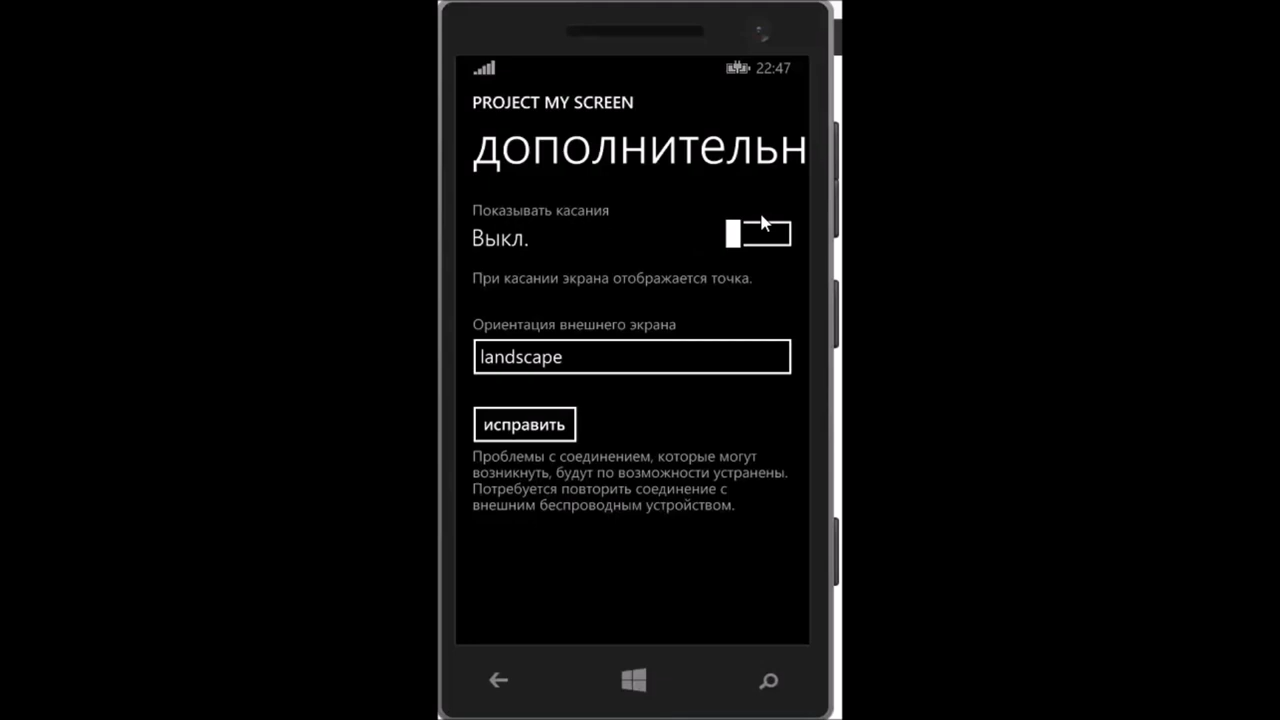 22:47
PROJECT MY SCREEN
дополнительн
Показывать касания
Выкл.
При касании экрана отображается точка.
Ориентация внешнего экрана
landscape
исправить
Проблемы с соединением, которые могут
возникнуть, будут по возможности устранены.
Потребуется повторить соединение с
внешним беспроводным устройством.